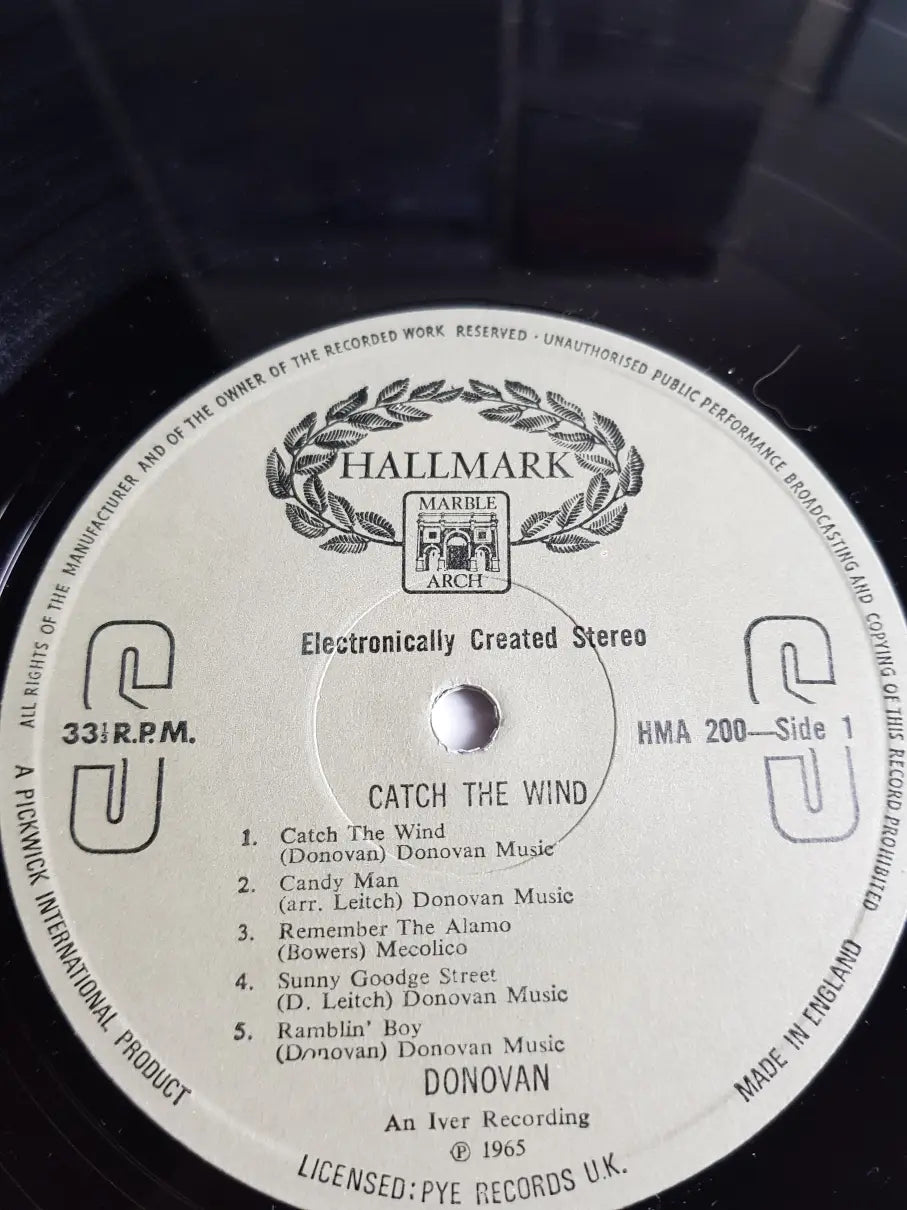 ALL RIGHTS OF THE MANUFACTURER AND OF THE OWNER OF THE RECORDED WORK RESERVED · UNAUTHORISED PUBLIC PERFORMANCE BROADCASTING AND COPYING OF THIS RECORD PROHIBITED
HALLMARK
MARBLE
ARCH
Electronically Created Stereo
33⅓ R.P.M.
HMA 200—Side 1
CATCH THE WIND
1. Catch The Wind
(Donovan) Donovan Music
2. Candy Man
(arr. Leitch) Donovan Music
3. Remember The Alamo
(Bowers) Mecolico
4. Sunny Goodge Street
(D. Leitch) Donovan Music
5. Ramblin' Boy
(Donovan) Donovan Music
DONOVAN
An Iver Recording
℗ 1965
A PICKWICK INTERNATIONAL PRODUCT
LICENSED: PYE RECORDS U.K.
MADE IN ENGLAND